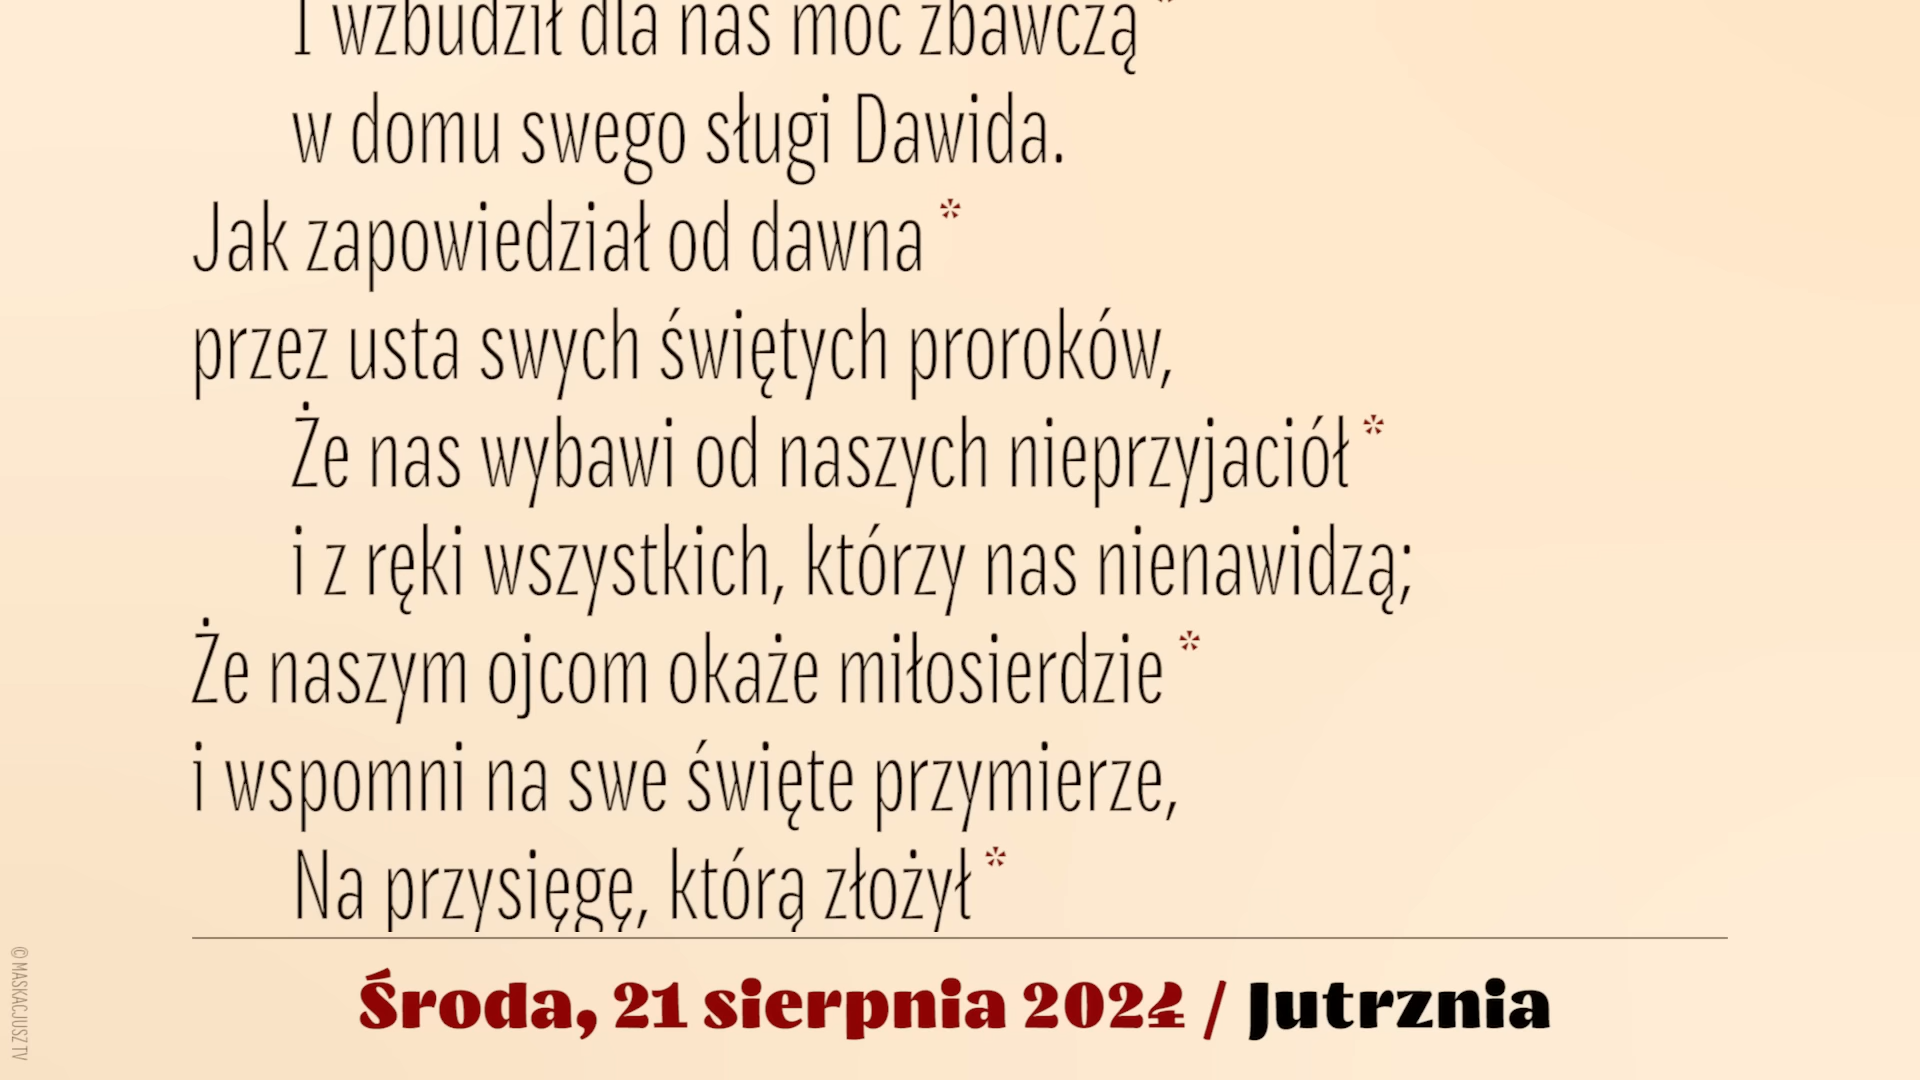 I wzbudził dla nas moc zbawczą *
w domu swego sługi Dawida.
Jak zapowiedział od dawna *
przez usta swych świętych proroków,
Że nas wybawi od naszych nieprzyjaciół *
i z ręki wszystkich, którzy nas nienawidzą;
Że naszym ojcom okaże miłosierdzie *
i wspomni na swe święte przymierze,
Na przysięgę, którą złożył *
Środa, 21 sierpnia 2024 / Jutrznia
© MASKACJUSZ TV